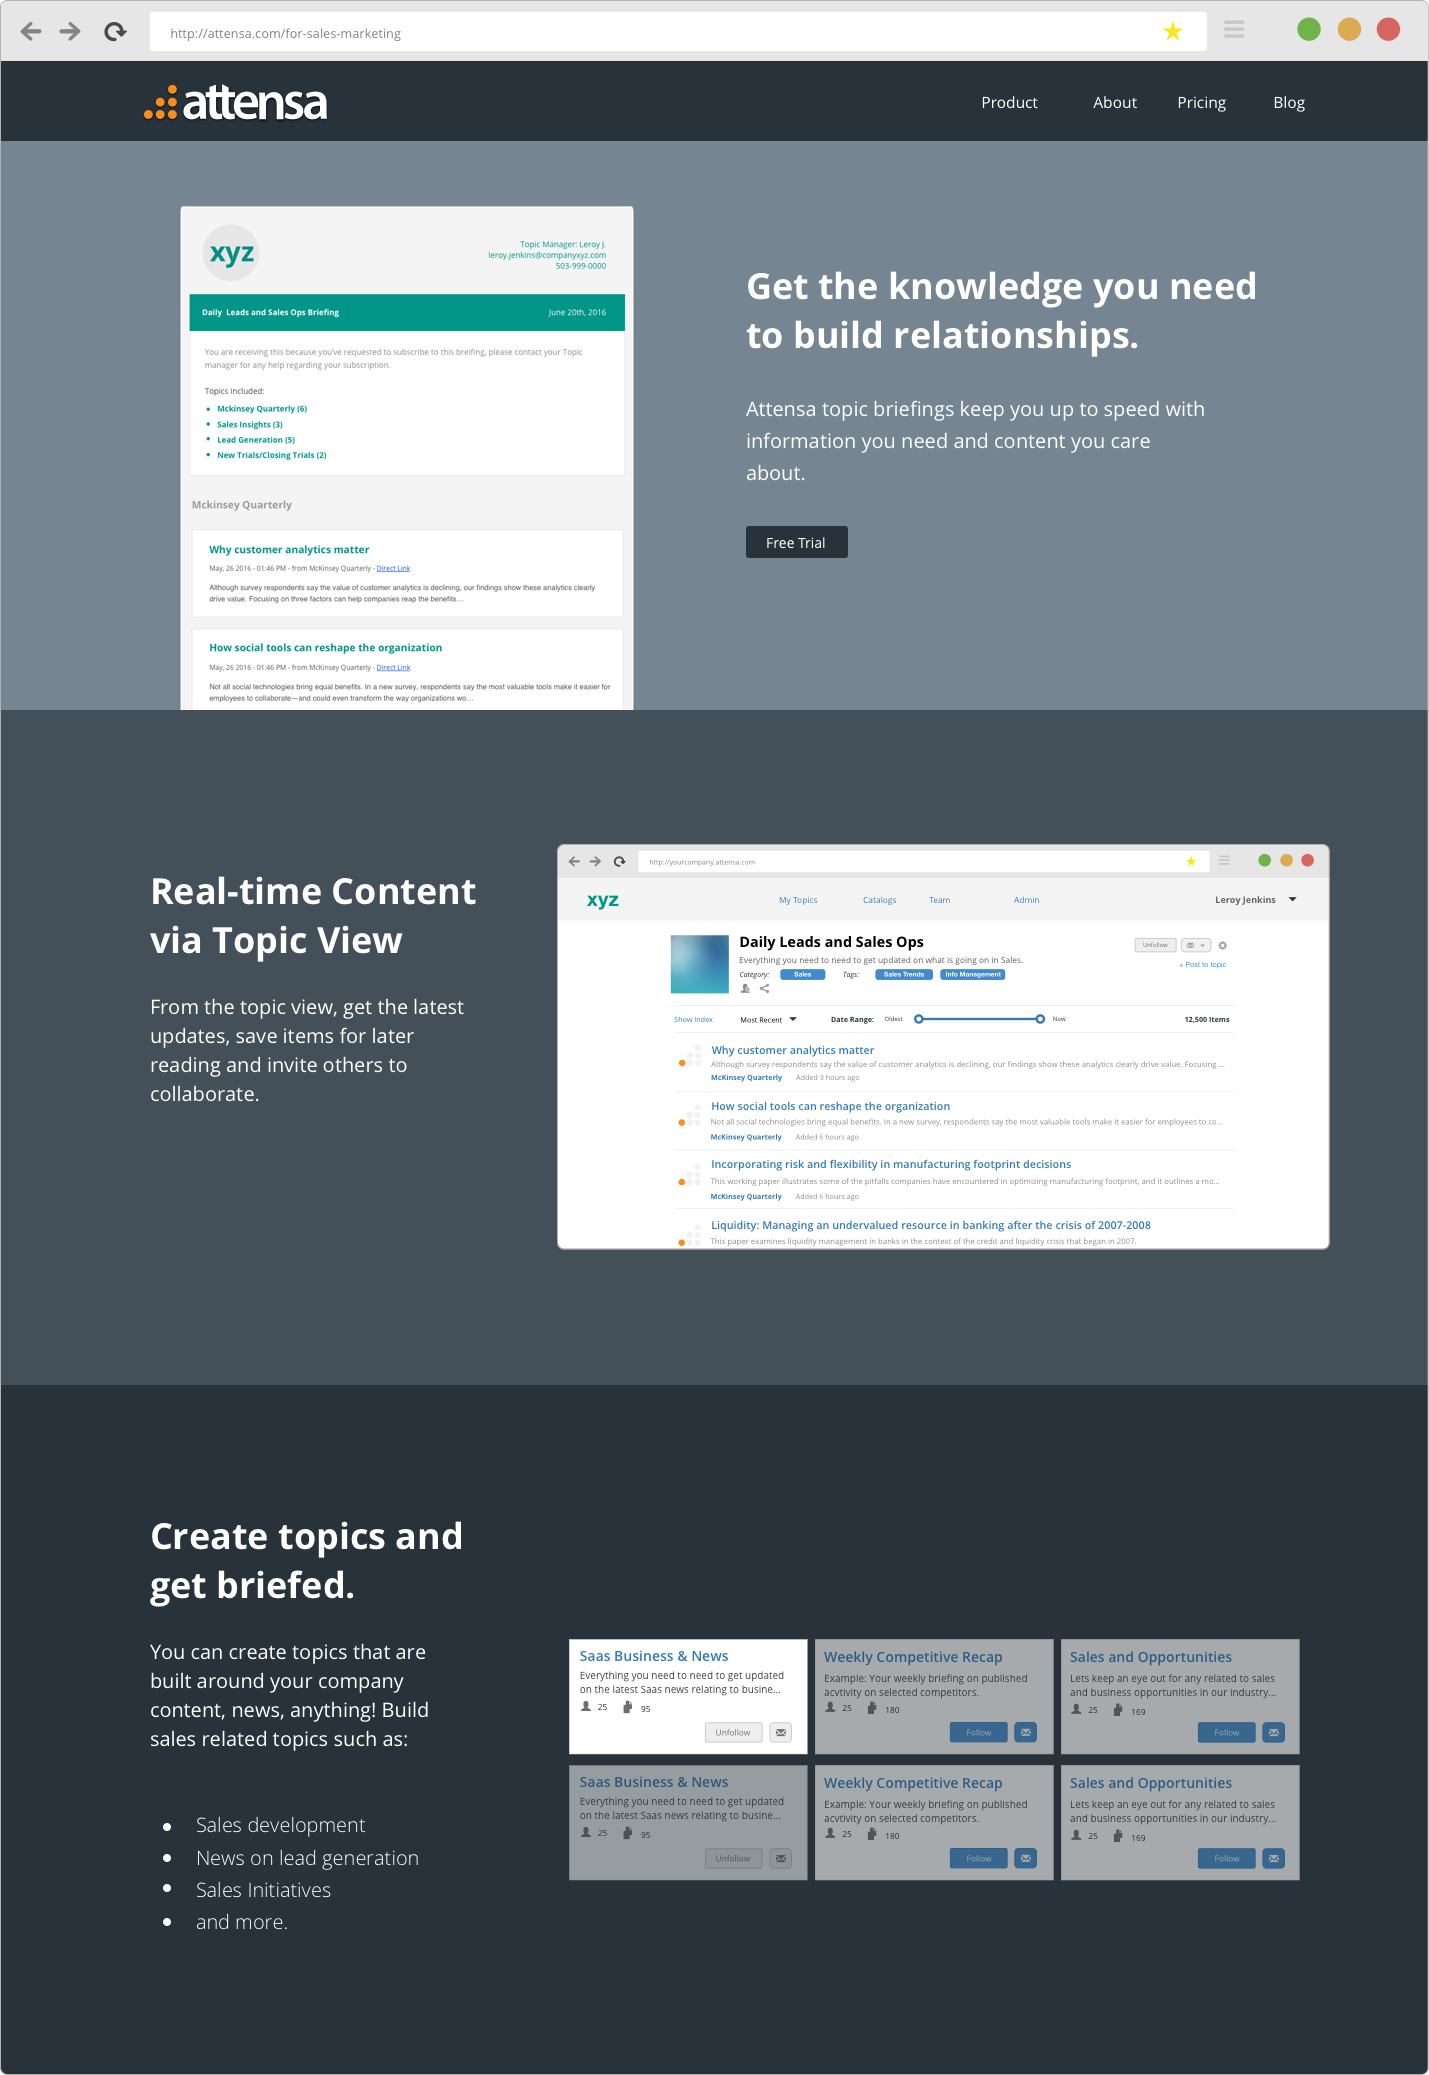 http://attensa.com/for-sales-marketing
attensa
Product About Pricing Blog
xyz
Topic Manager: Leroy J.
leroy.jenkins@companyxyz.com
503-999-0000
Daily Leads and Sales Ops Briefing June 20th, 2016
You are receiving this because you've requested to subscribe to this breifing, please contact your Topic
manager for any help regarding your subscription.
Topics Included:
Mckinsey Quarterly (6)
Sales Insights (3)
Lead Generation (5)
New Trials/Closing Trials (2)
Mckinsey Quarterly
Why customer analytics matter
May, 26 2016 - 01:46 PM - from McKinsey Quarterly - Direct Link
Although survey respondents say the value of customer analytics is declining, our findings show these analytics clearly
drive value. Focusing on three factors can help companies reap the benefits...
How social tools can reshape the organization
May, 26 2016 - 01:46 PM - from McKinsey Quarterly - Direct Link
Not all social technologies bring equal benefits. In a new survey, respondents say the most valuable tools make it easier for
employees to collaborate—and could even transform the way organizations wo...
Get the knowledge you need
to build relationships.
Attensa topic briefings keep you up to speed with
information you need and content you care
about.
Free Trial
Real-time Content
via Topic View
From the topic view, get the latest
updates, save items for later
reading and invite others to
collaborate.
http://yourcompany.attensa.com
xyz My Topics Catalogs Team Admin Leroy Jenkins
Daily Leads and Sales Ops
Unfollow
Everything you need to need to get updated on what is going on in Sales.
+ Post to topic
Category: Sales Tags: Sales Trends Info Management
Show Index Most Recent Date Range: Oldest Now 12,500 Items
Why customer analytics matter
Although survey respondents say the value of customer analytics is declining, our findings show these analytics clearly drive value. Focusing ...
McKinsey Quarterly Added 3 hours ago
How social tools can reshape the organization
Not all social technologies bring equal benefits. In a new survey, respondents say the most valuable tools make it easier for employees to co...
McKinsey Quarterly Added 6 hours ago
Incorporating risk and flexibility in manufacturing footprint decisions
This working paper illustrates some of the pitfalls companies have encountered in optimizing manufacturing footprint, and it outlines a mo...
McKinsey Quarterly Added 6 hours ago
Liquidity: Managing an undervalued resource in banking after the crisis of 2007-2008
This paper examines liquidity management in banks in the context of the credit and liquidity crisis that began in 2007.
Create topics and
get briefed.
You can create topics that are
built around your company
content, news, anything! Build
sales related topics such as:
Sales development
News on lead generation
Sales Initiatives
and more.
Saas Business & News
Everything you need to need to get updated
on the latest Saas news relating to busine...
25 95
Unfollow
Weekly Competitive Recap
Example: Your weekly briefing on published
acvtivity on selected competitors.
25 180
Follow
Sales and Opportunities
Lets keep an eye out for any related to sales
and business opportunities in our industry...
25 169
Follow
Saas Business & News
Everything you need to need to get updated
on the latest Saas news relating to busine...
25 95
Unfollow
Weekly Competitive Recap
Example: Your weekly briefing on published
acvtivity on selected competitors.
25 180
Follow
Sales and Opportunities
Lets keep an eye out for any related to sales
and business opportunities in our industry...
25 169
Follow